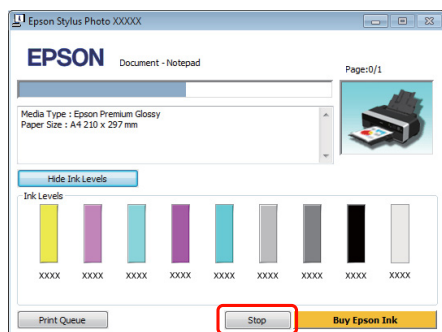 Epson Stylus Photo XXXXX
EPSON Document - Notepad
Page:0/1
Media Type : Epson Premium Glossy
Paper Size : A4 210 x 297 mm
Hide Ink Levels
Ink Levels
XXXX XXXX XXXX XXXX XXXX XXXX XXXX XXXX XXXX
Print Queue Stop Buy Epson Ink